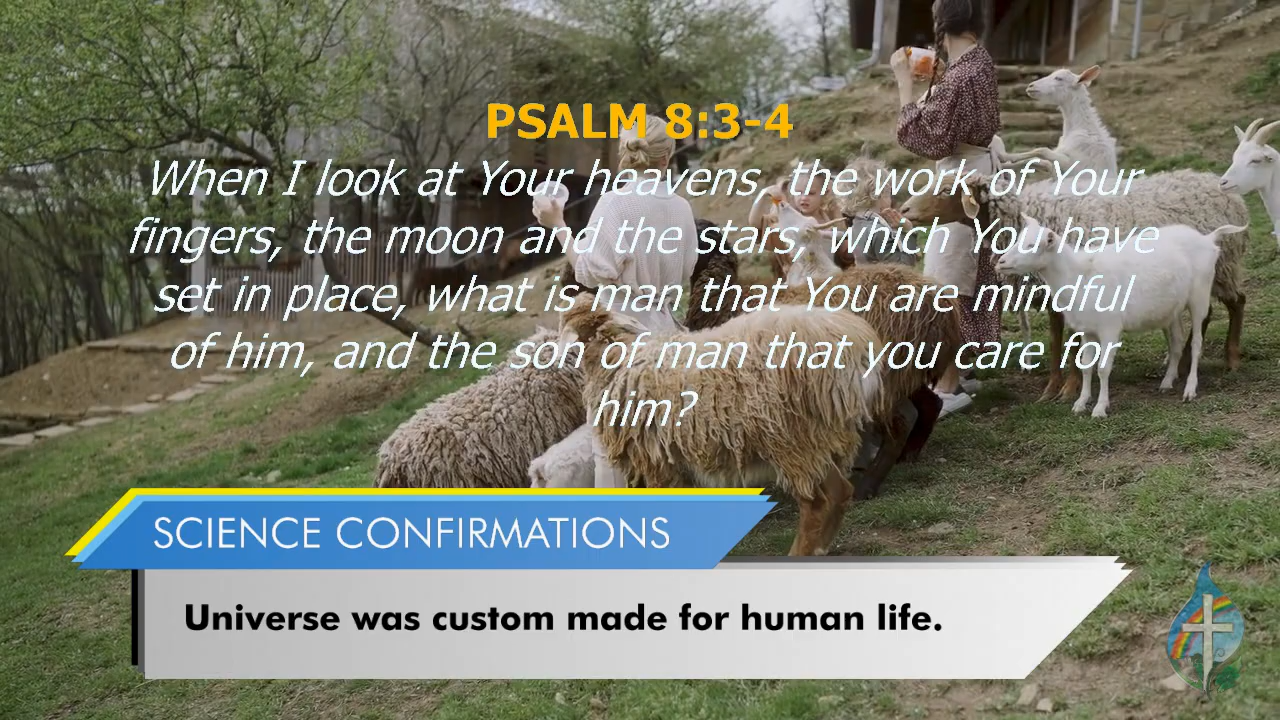 PSALM 8:3-4
When I look at Your heavens, the work of Your
fingers, the moon and the stars, which You have
set in place, what is man that You are mindful
of him, and the son of man that you care for
him?
SCIENCE CONFIRMATIONS
Universe was custom made for human life.